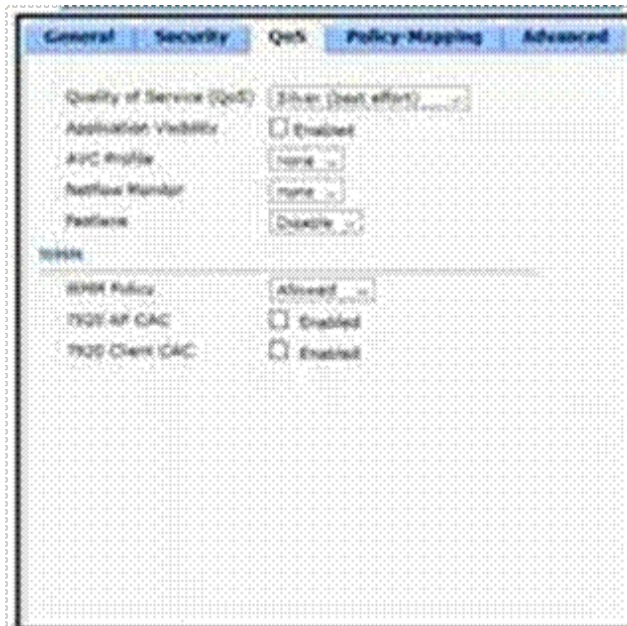 General Security QoS Policy-Mapping Advanced
Quality of Service (QoS) Silver (best effort)
Application Visibility Enabled
AVC Profile none
Netflow Monitor none
Fastlane Disable
WMM
WMM Policy Allowed
7920 AP CAC Enabled
7920 Client CAC Enabled